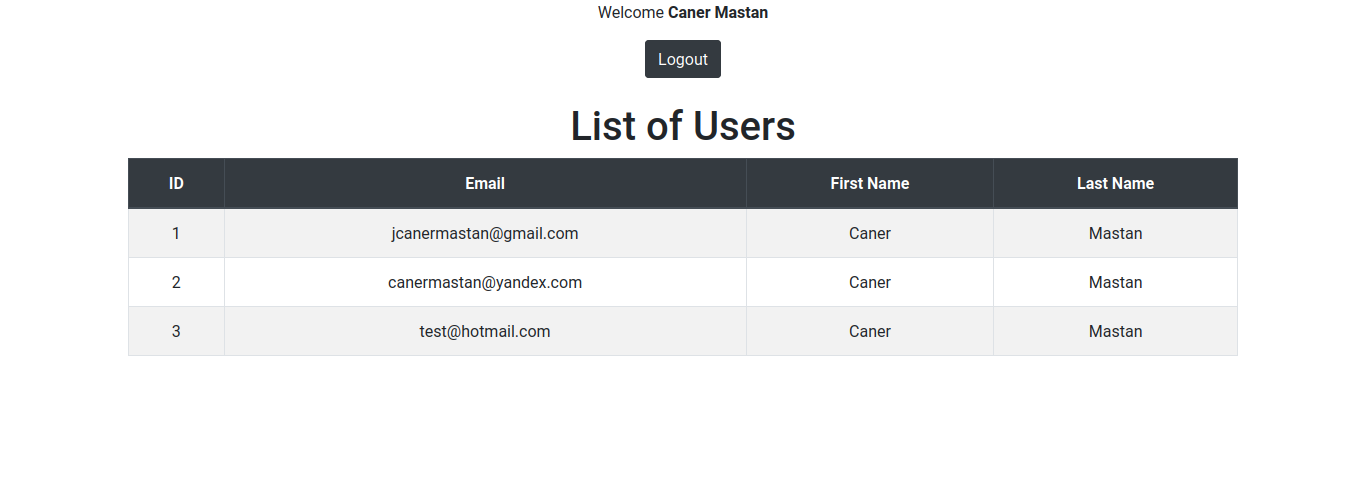 Welcome Caner Mastan
Logout
List of Users
ID Email First Name Last Name
1 jcanermastan@gmail.com Caner Mastan
2 canermastan@yandex.com Caner Mastan
3 test@hotmail.com Caner Mastan